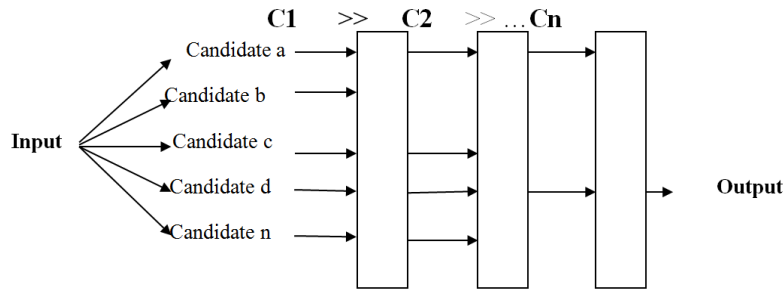 C1 >> C2 >> ... Cn
Candidate a
Candidate b
Input
Candidate c
Candidate d
Output
Candidate n